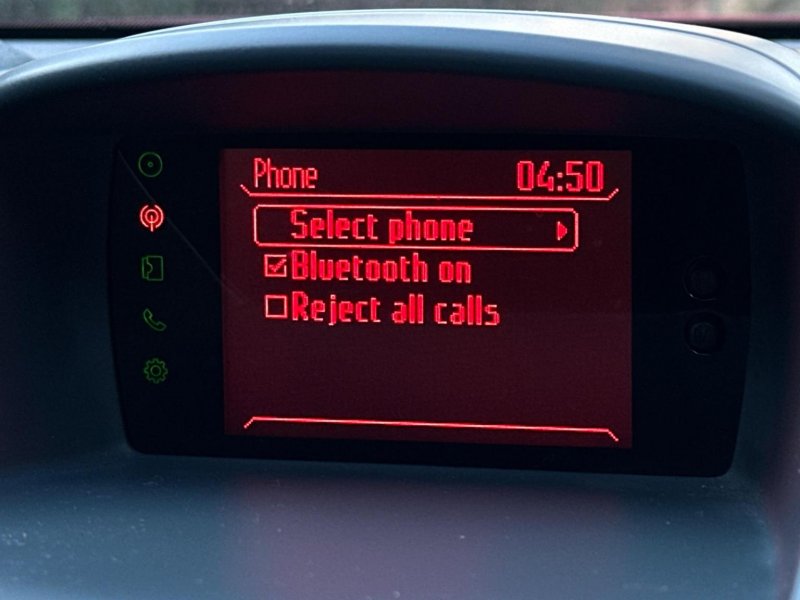 Phone 04:50
Select phone
Bluetooth on
Reject all calls